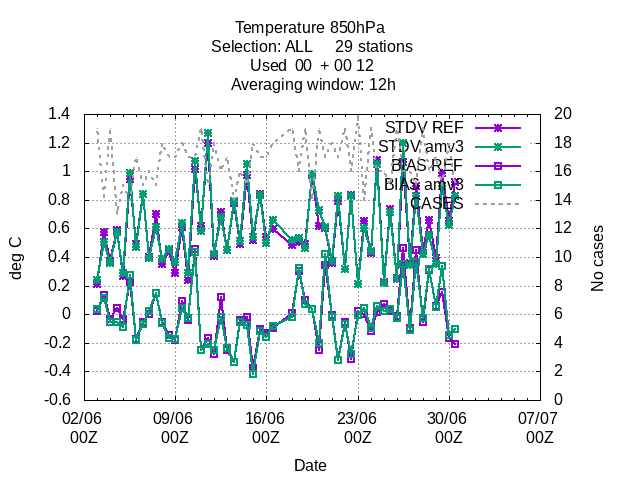 Temperature 850hPa
Selection: ALL 29 stations
Used 00 + 00 12
Averaging window: 12h
STDV REF
STDV amv3
BIAS REF
BIAS amv3
CASES
deg C
No cases
1.4
1.2
1
0.8
0.6
0.4
0.2
0
-0.2
-0.4
-0.6
20
18
16
14
12
10
8
6
4
2
0
02/06 09/06 16/06 23/06 30/06 07/07
00Z 00Z 00Z 00Z 00Z 00Z
Date